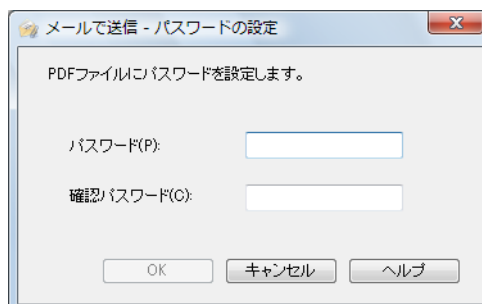 メールで送信 - パスワードの設定
PDFファイルにパスワードを設定します。
パスワード(P):
確認パスワード(C):
OK キャンセル ヘルプ